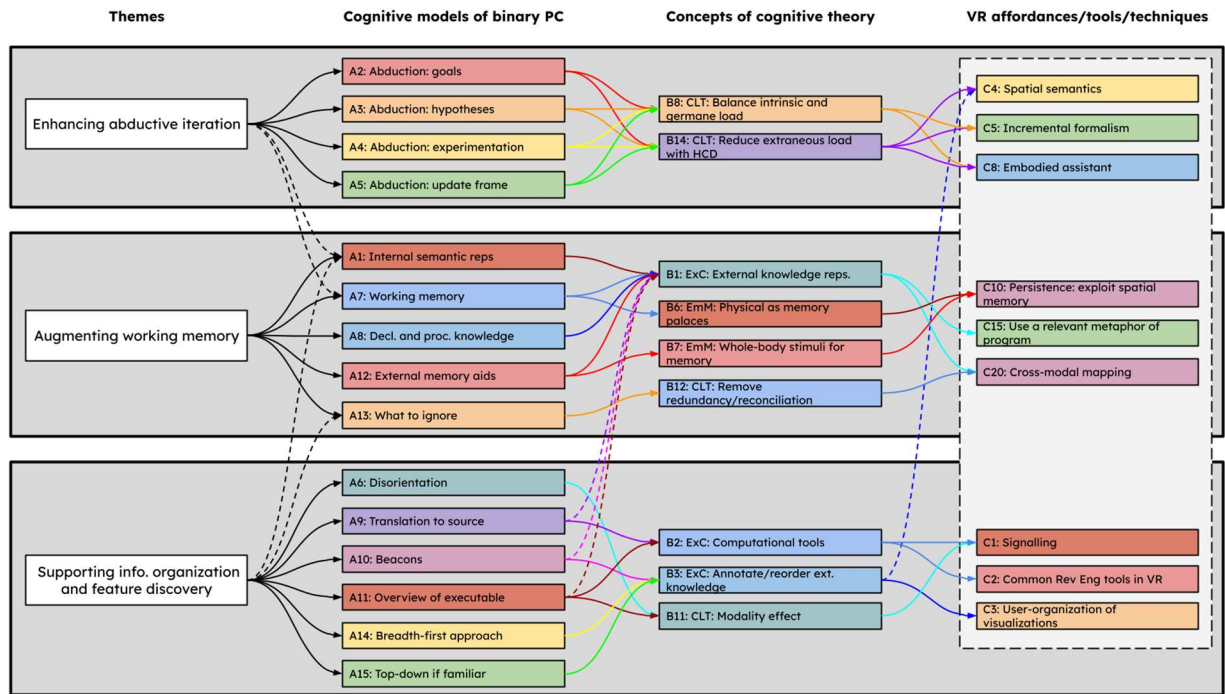 Themes
Cognitive models of binary PC
Concepts of cognitive theory
VR affordances/tools/techniques
Enhancing abductive iteration
A2: Abduction: goals
A3: Abduction: hypotheses
A4: Abduction: experimentation
A5: Abduction: update frame
B8: CLT: Balance intrinsic and
germane load
B14: CLT: Reduce extraneous load
with HCD
C4: Spatial semantics
C5: Incremental formalism
C8: Embodied assistant
Augmenting working memory
A1: Internal semantic reps
A7: Working memory
A8: Decl. and proc. knowledge
A12: External memory aids
A13: What to ignore
B1: ExC: External knowledge reps.
B6: EmM: Physical as memory
palaces
B7: EmM: Whole-body stimuli for
memory
B12: CLT: Remove
redundancy/reconciliation
C10: Persistence: exploit spatial
memory
C15: Use a relevant metaphor of
program
C20: Cross-modal mapping
Supporting info. organization
and feature discovery
A6: Disorientation
A9: Translation to source
A10: Beacons
A11: Overview of executable
A14: Breadth-first approach
A15: Top-down if familiar
B2: ExC: Computational tools
B3: ExC: Annotate/reorder ext.
knowledge
B11: CLT: Modality effect
C1: Signalling
C2: Common Rev Eng tools in VR
C3: User-organization of
visualizations